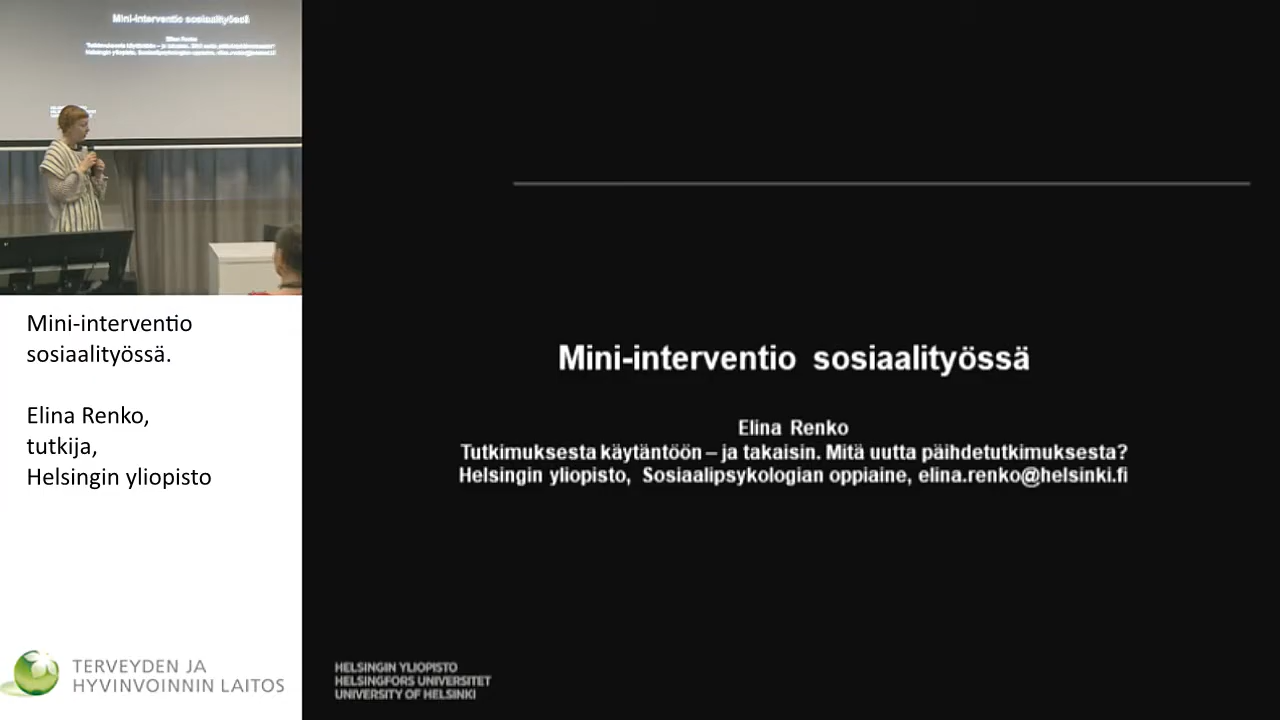 Mini-interventio sosiaalityössä
Elina Renko
Mini-interventio
sosiaalityössä.
Elina Renko,
tutkija,
Helsingin yliopisto
TERVEYDEN JA
HYVINVOINNIN LAITOS
Mini-interventio sosiaalityössä
Elina Renko
Tutkimuksesta käytäntöön – ja takaisin. Mitä uutta päihdetutkimuksesta?
Helsingin yliopisto, Sosiaalipsykologian oppiaine, elina.renko@helsinki.fi
HELSINGIN YLIOPISTO
HELSINGFORS UNIVERSITET
UNIVERSITY OF HELSINKI